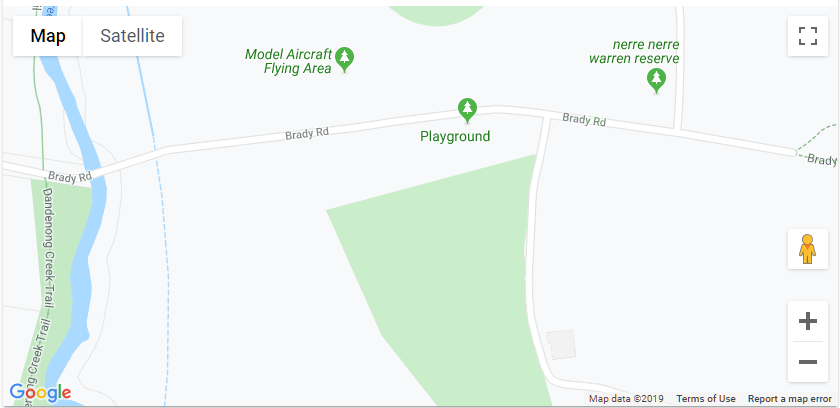 Map
Satellite
Model Aircraft
Flying Area
nerre nerre
warren reserve
Playground
Brady Rd
Brady Rd
Brady
Brady Rd
Dandenong Creek-Trail
Creek-Trail
Google
Map data ©2019
Terms of Use
Report a map error